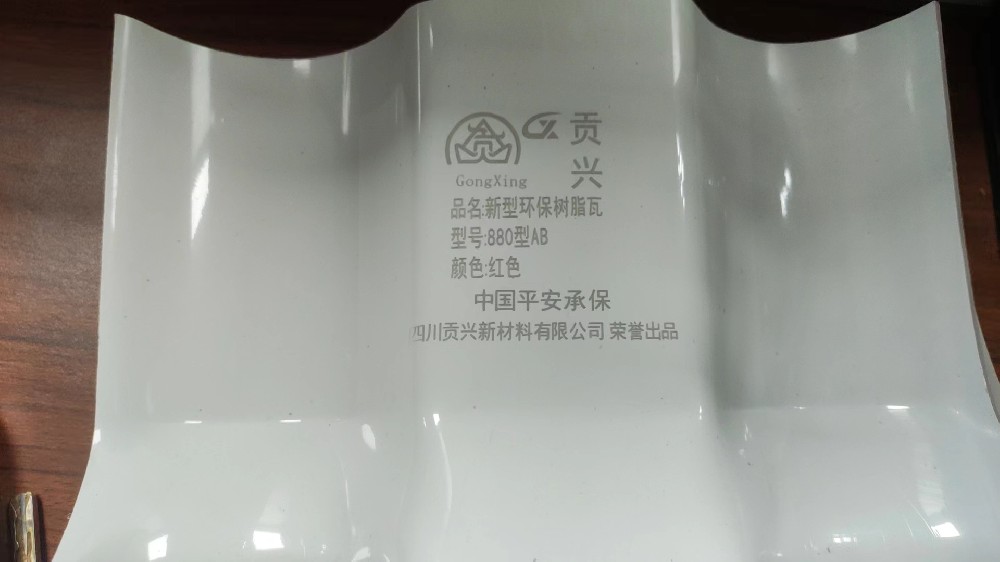 贡
兴
GongXing
品名:新型环保树脂瓦
型号:880型AB
颜色:红色
中国平安承保
四川贡兴新材料有限公司 荣誉出品